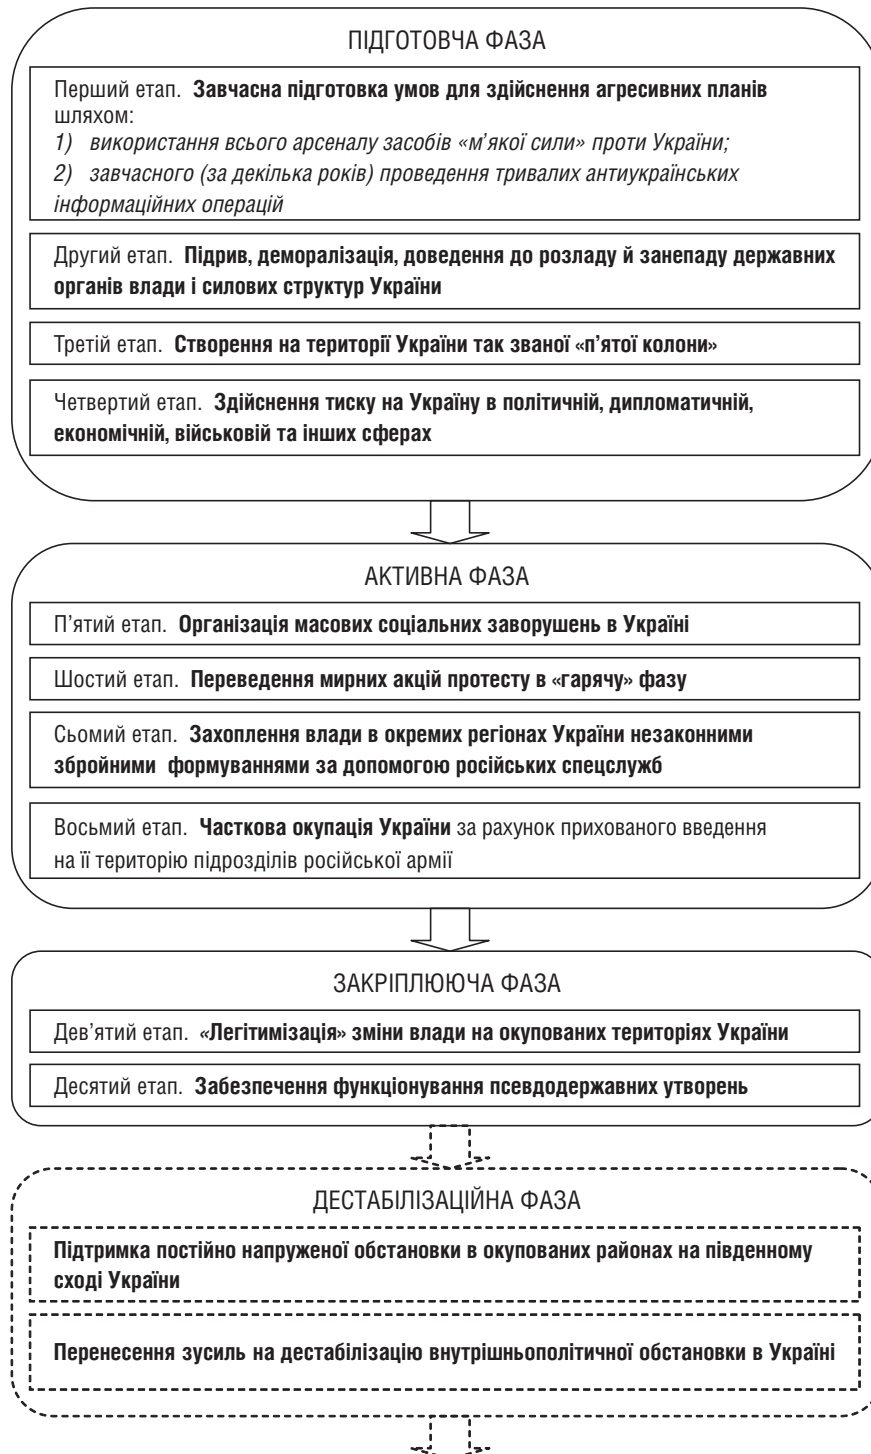 ПІДГОТОВЧА ФАЗА
Перший етап. Завчасна підготовка умов для здійснення агресивних планів
шляхом:
1) використання всього арсеналу засобів «м’якої сили» проти України;
2) завчасного (за декілька років) проведення тривалих антиукраїнських
інформаційних операцій
Другий етап. Підрив, деморалізація, доведення до розладу й занепаду державних
органів влади і силових структур України
Третій етап. Створення на території України так званої «п’ятої колони»
Четвертий етап. Здійснення тиску на Україну в політичній, дипломатичній,
економічній, військовій та інших сферах
АКТИВНА ФАЗА
П’ятий етап. Організація масових соціальних заворушень в Україні
Шостий етап. Переведення мирних акцій протесту в «гарячу» фазу
Сьомий етап. Захоплення влади в окремих регіонах України незаконними
збройними формуваннями за допомогою російських спецслужб
Восьмий етап. Часткова окупація України за рахунок прихованого введення
на її територію підрозділів російської армії
ЗАКРІПЛЮЮЧА ФАЗА
Дев’ятий етап. «Легітимізація» зміни влади на окупованих територіях України
Десятий етап. Забезпечення функціонування псевдодержавних утворень
ДЕСТАБІЛІЗАЦІЙНА ФАЗА
Підтримка постійно напруженої обстановки в окупованих районах на південному
сході України
Перенесення зусиль на дестабілізацію внутрішньополітичної обстановки в Україні